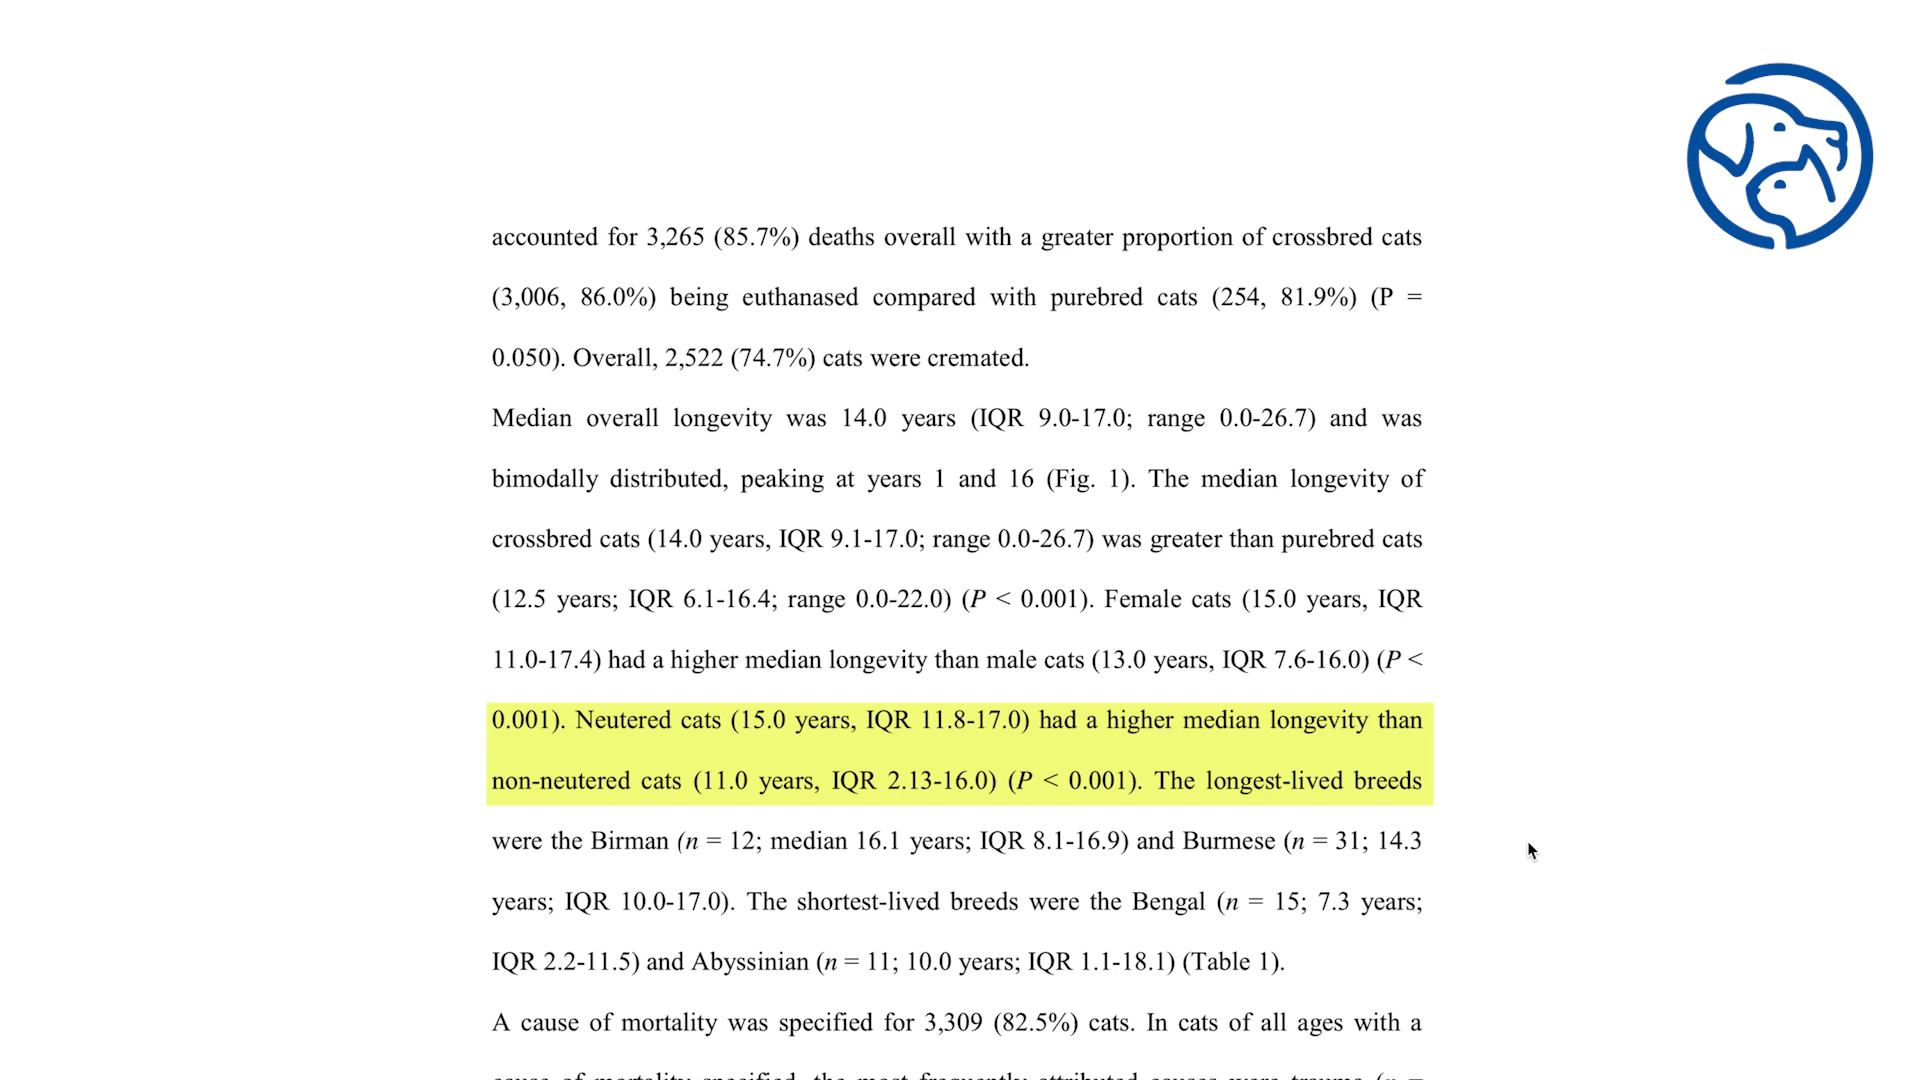 accounted for 3,265 (85.7%) deaths overall with a greater proportion of crossbred cats
(3,006, 86.0%) being euthanased compared with purebred cats (254, 81.9%) (P =
0.050). Overall, 2,522 (74.7%) cats were cremated.
Median overall longevity was 14.0 years (IQR 9.0-17.0; range 0.0-26.7) and was
bimodally distributed, peaking at years 1 and 16 (Fig. 1). The median longevity of
crossbred cats (14.0 years, IQR 9.1-17.0; range 0.0-26.7) was greater than purebred cats
(12.5 years; IQR 6.1-16.4; range 0.0-22.0) (P < 0.001). Female cats (15.0 years, IQR
11.0-17.4) had a higher median longevity than male cats (13.0 years, IQR 7.6-16.0) (P <
0.001). Neutered cats (15.0 years, IQR 11.8-17.0) had a higher median longevity than
non-neutered cats (11.0 years, IQR 2.13-16.0) (P < 0.001). The longest-lived breeds
were the Birman (n = 12; median 16.1 years; IQR 8.1-16.9) and Burmese (n = 31; 14.3
years; IQR 10.0-17.0). The shortest-lived breeds were the Bengal (n = 15; 7.3 years;
IQR 2.2-11.5) and Abyssinian (n = 11; 10.0 years; IQR 1.1-18.1) (Table 1).
A cause of mortality was specified for 3,309 (82.5%) cats. In cats of all ages with a
cause of mortality specified, the most frequently attributed causes were trauma (n =